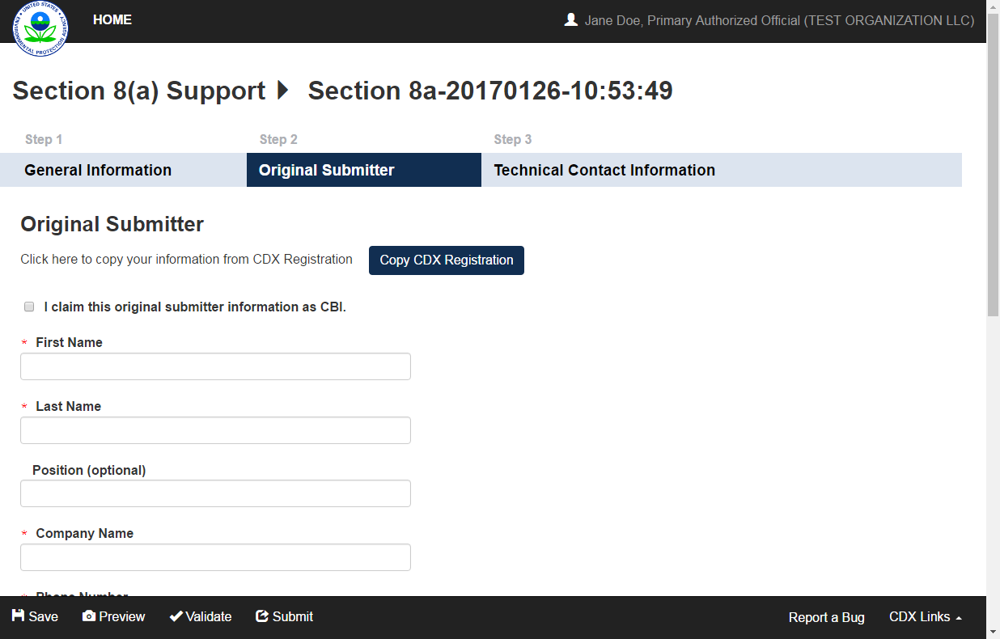 UNITED STATES
ENVIRONMENTAL PROTECTION AGENCY
HOME
Jane Doe, Primary Authorized Official (TEST ORGANIZATION LLC)
Section 8(a) Support Section 8a-20170126-10:53:49
Step 1 Step 2 Step 3
General Information Original Submitter Technical Contact Information
Original Submitter
Click here to copy your information from CDX Registration Copy CDX Registration
I claim this original submitter information as CBI.
* First Name
* Last Name
Position (optional)
* Company Name
* Phone Number
Save Preview Validate Submit Report a Bug CDX Links